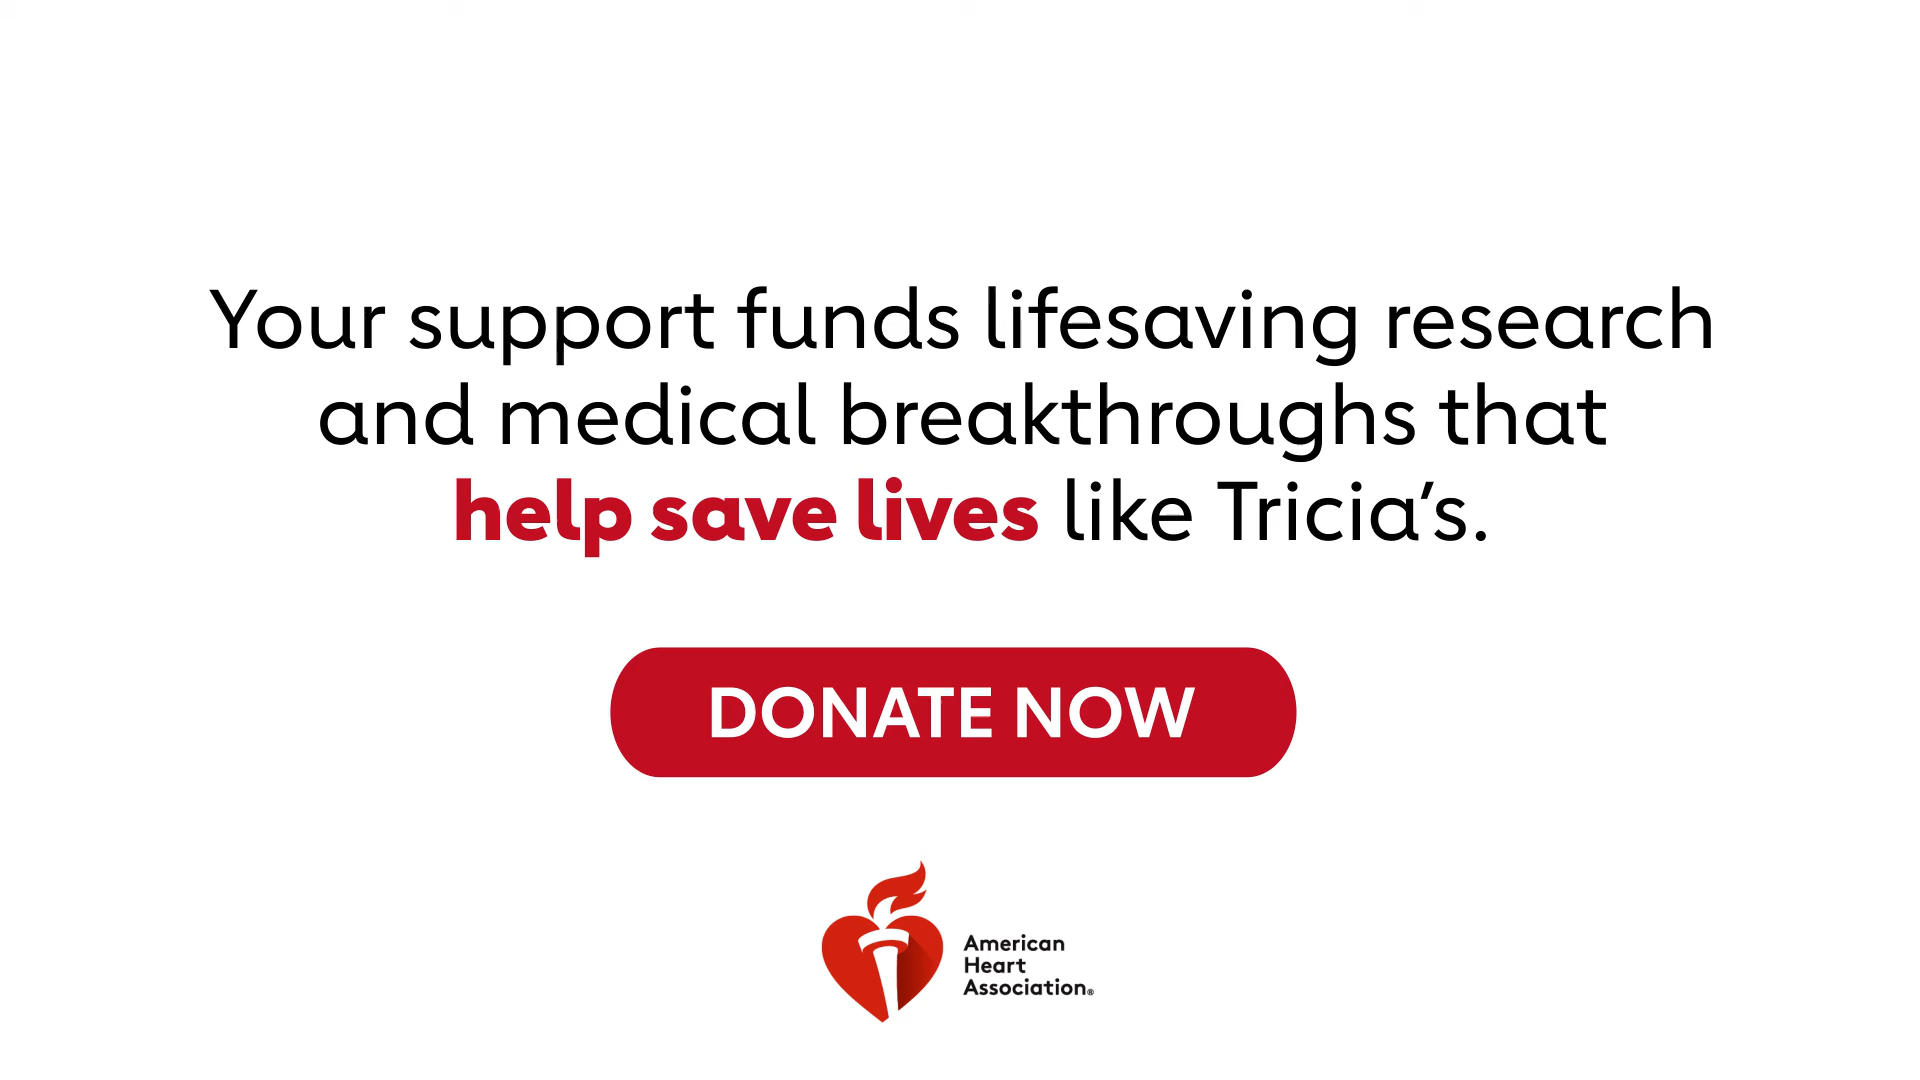 Your support funds lifesaving research
and medical breakthroughs that
help save lives like Tricia’s.
DONATE NOW
American
Heart
Association®